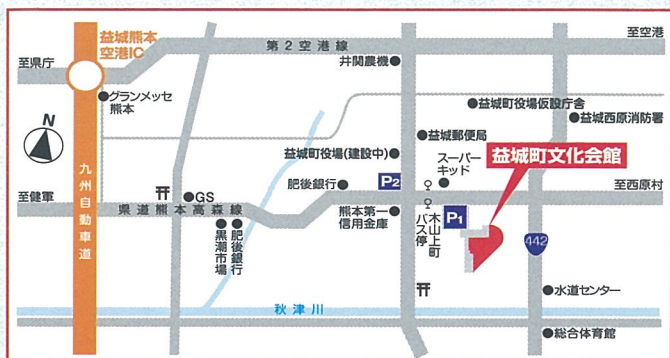 益城熊本
空港IC
至空港
第2空港線
至県庁
井関農機
グランメッセ
熊本
益城町役場仮設庁舎
益城西原消防署
N
益城郵便局
益城町役場(建設中)
益城町文化会館
スーパー
キッド
九州自動車道
P2
肥後銀行
至西原村
GS
至健軍
県道熊本高森線
熊本第一
信用金庫
木山上町
バス停
P1
肥後銀行
黒潮市場
442
水道センター
秋津川
総合体育館